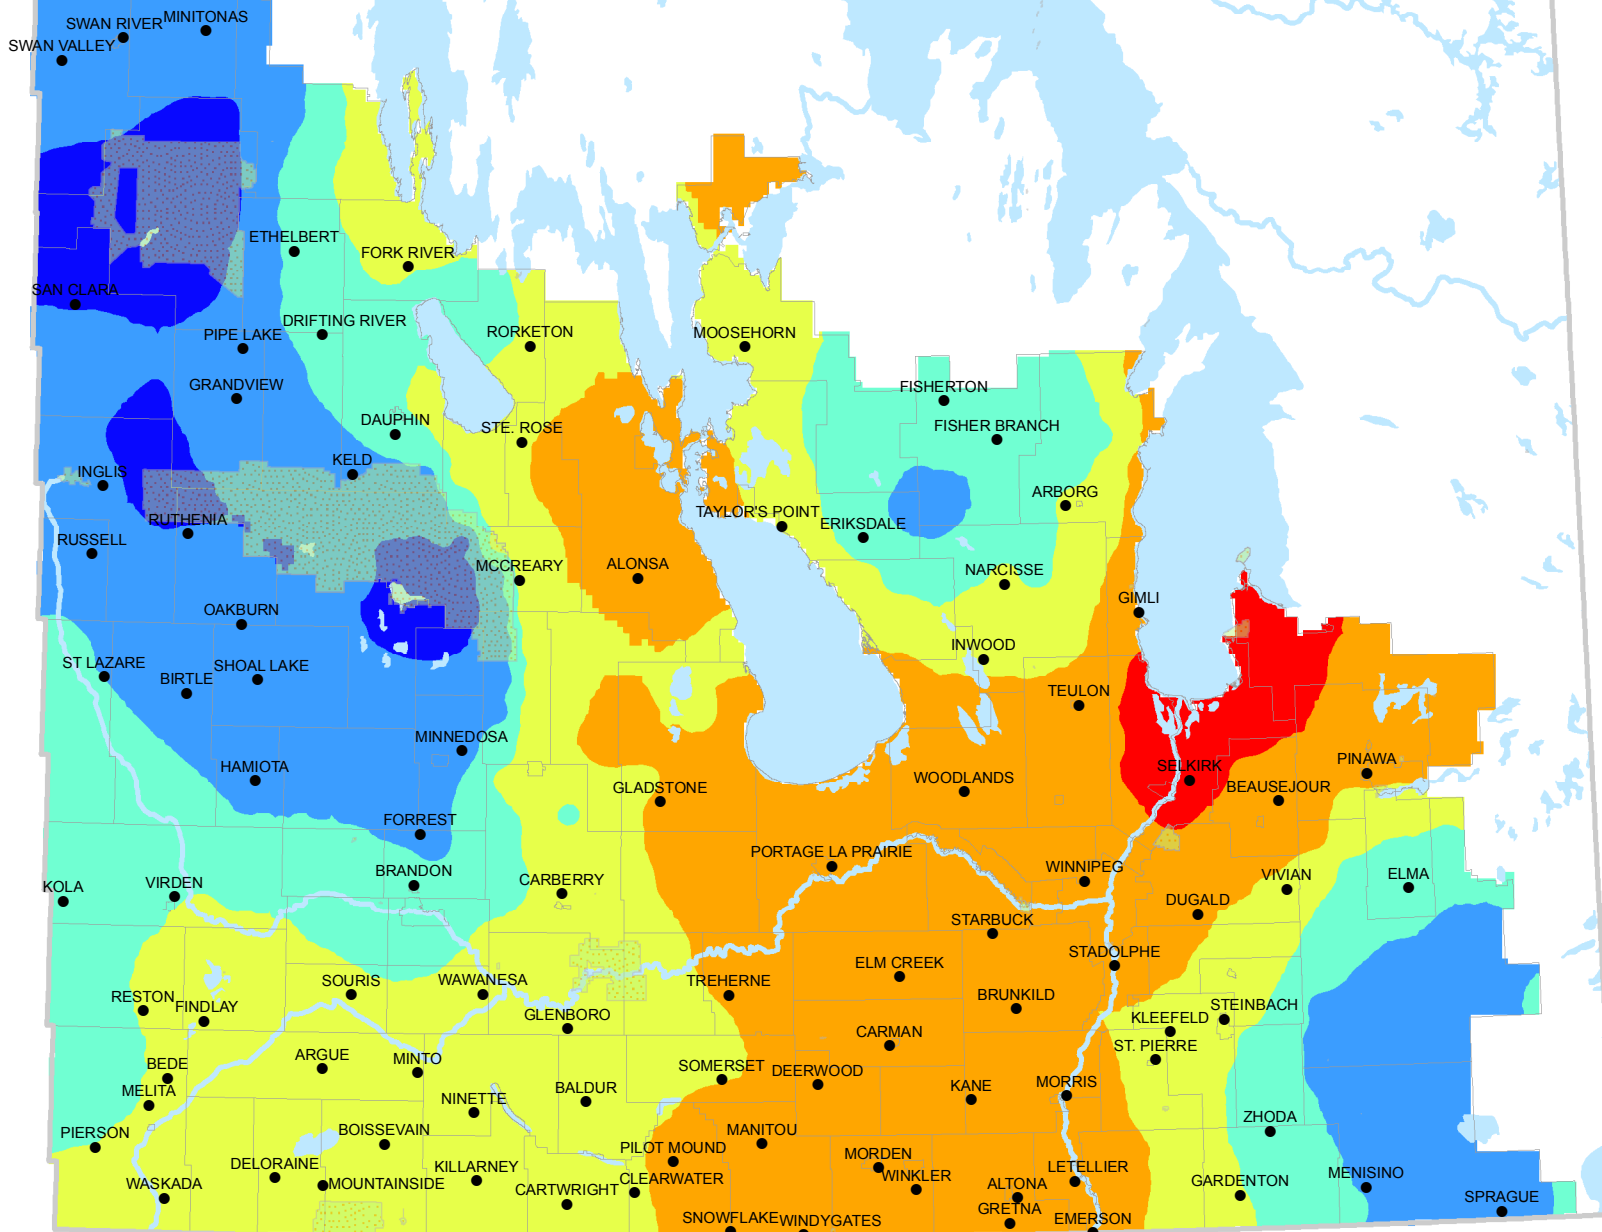 MINITONAS
SWAN RIVER
SWAN VALLEY
ETHELBERT
FORK RIVER
SAN CLARA
DRIFTING RIVER
PIPE LAKE
RORKETON
MOOSEHORN
GRANDVIEW
FISHERTON
DAUPHIN
STE. ROSE
FISHER BRANCH
KELD
INGLIS
ARBORG
RUTHENIA
TAYLOR'S POINT
ERIKSDALE
RUSSELL
MCCREARY
ALONSA
NARCISSE
GIMLI
OAKBURN
INWOOD
ST LAZARE
SHOAL LAKE
BIRTLE
TEULON
MINNEDOSA
HAMIOTA
GLADSTONE
WOODLANDS
SELKIRK
BEAUSEJOUR
PINAWA
FORREST
PORTAGE LA PRAIRIE
BRANDON
CARBERRY
WINNIPEG
KOLA
VIRDEN
VIVIAN
ELMA
DUGALD
STARBUCK
STADOLPHE
ELM CREEK
SOURIS
WAWANESA
TREHERNE
RESTON
FINDLAY
BRUNKILD
STEINBACH
GLENBORO
KLEEFELD
CARMAN
ST. PIERRE
ARGUE
MINTO
BEDE
SOMERSET
DEERWOOD
MELITA
NINETTE
BALDUR
KANE
MORRIS
ZHODA
PIERSON
BOISSEVAIN
MANITOU
PILOT MOUND
MORDEN
DELORAINE
KILLARNEY
LETELLIER
WASKADA
MOUNTAINSIDE
CARTWRIGHT
CLEARWATER
WINKLER
ALTONA
GARDENTON
MENISINO
SPRAGUE
SNOWFLAKE
WINDYGATES
GRETNA
EMERSON